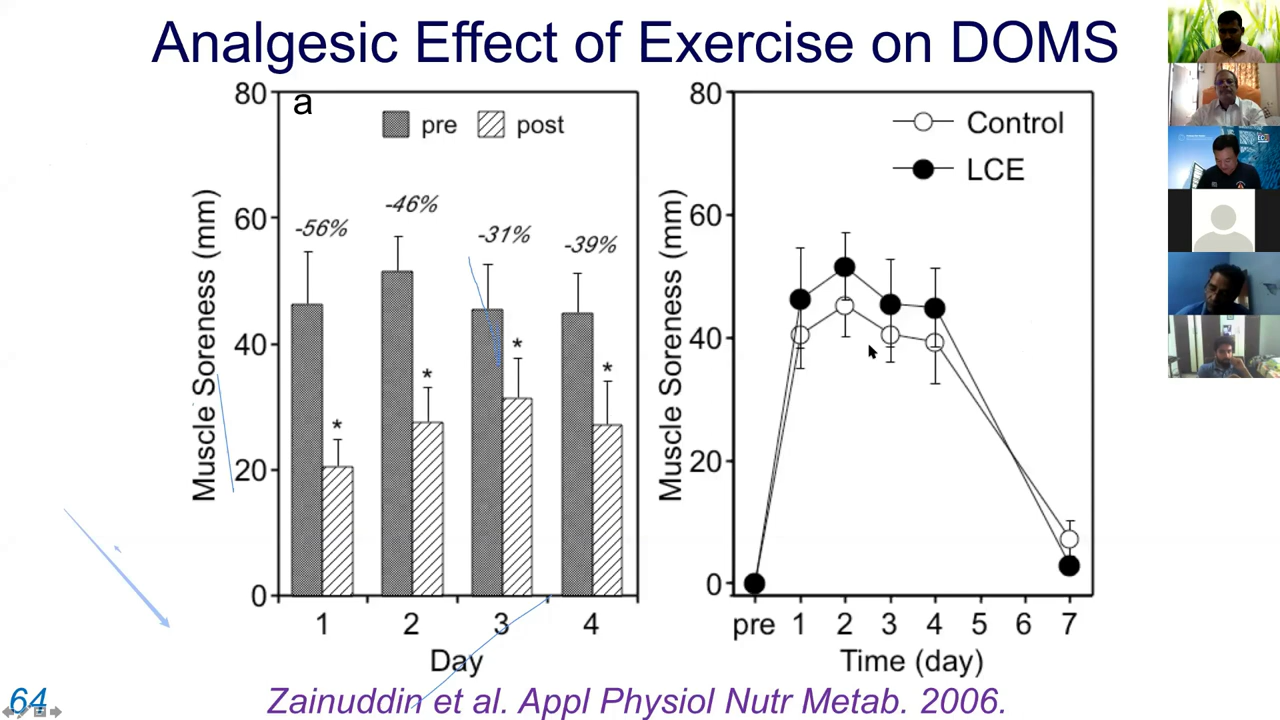 Analgesic Effect of Exercise on DOMS
a
pre post
80
60
40
20
0
Muscle Soreness (mm)
-56%
-46%
-31%
-39%
*
*
*
*
1 2 3 4
Day
Control
LCE
80
60
40
20
0
Muscle Soreness (mm)
pre 1 2 3 4 5 6 7
Time (day)
64
Zainuddin et al. Appl Physiol Nutr Metab. 2006.